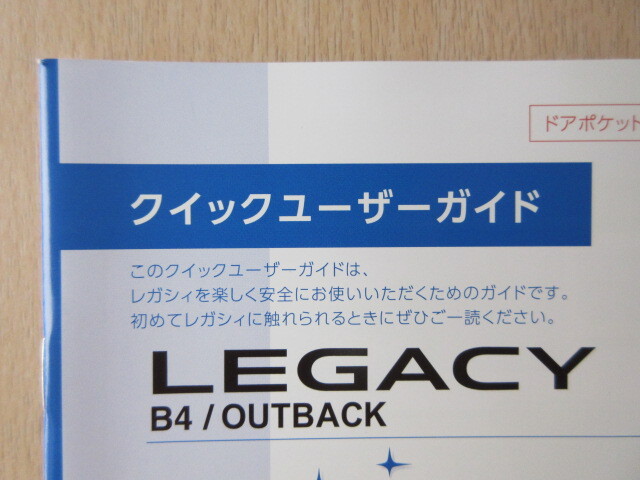 ドアポケット
クイックユーザーガイド
このクイックユーザーガイドは、
レガシィを楽しく安全にお使いいただくためのガイドです。
初めてレガシィに触れられるときにぜひご一読ください。
LEGACY
B4 / OUTBACK